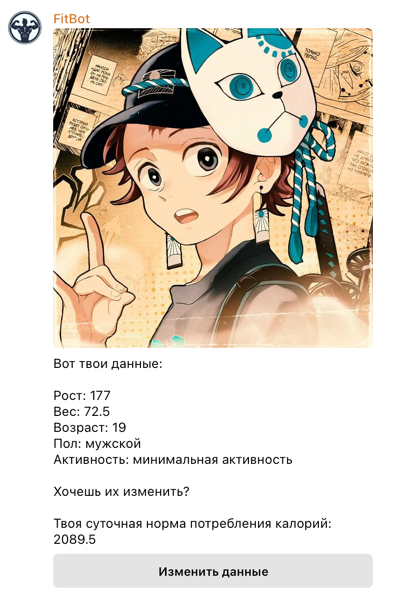 FitBot
ТОЛЬКО
Вот твои данные:
Рост: 177
Вес: 72.5
Возраст: 19
Пол: мужской
Активность: минимальная активность
Хочешь их изменить?
Твоя суточная норма потребления калорий:
2089.5
Изменить данные